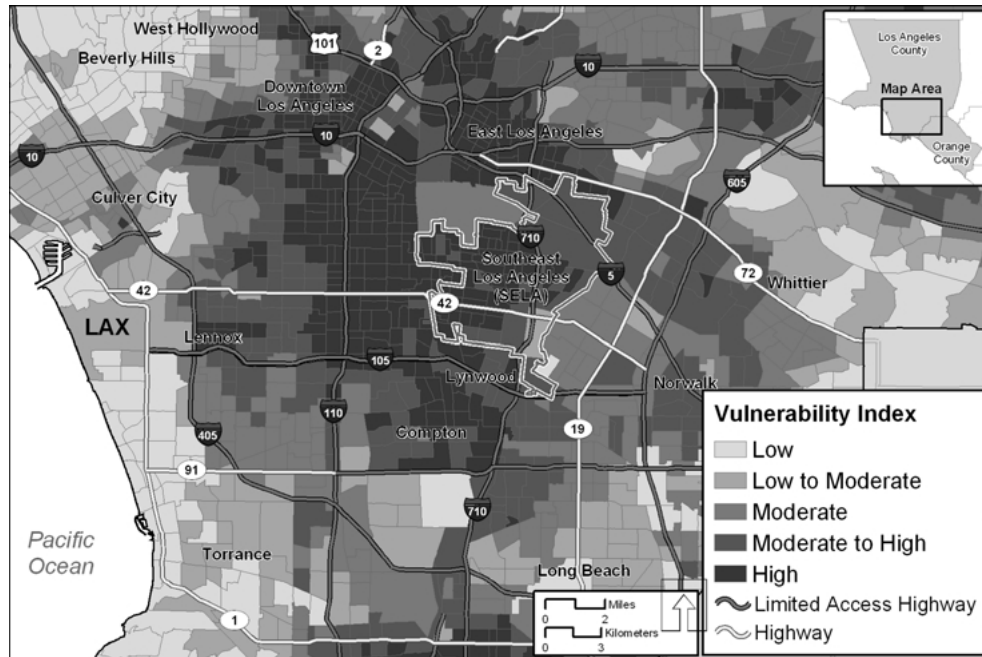 West Hollywood
101
2
Los Angeles
County
Beverly Hills
Map Area
Orange
County
Downtown
Los Angeles
10
10
East Los Angeles
10
605
Culver City
710
Southeast
Los Angeles
(SELA)
5
72
Whittier
42
42
LAX
Lennox
105
Lynwood
Norwalk
110
19
405
Compton
91
710
Pacific
Ocean
Torrance
Long Beach
1
Miles
0 2
Kilometers
0 3
Vulnerability Index
Low
Low to Moderate
Moderate
Moderate to High
High
Limited Access Highway
Highway